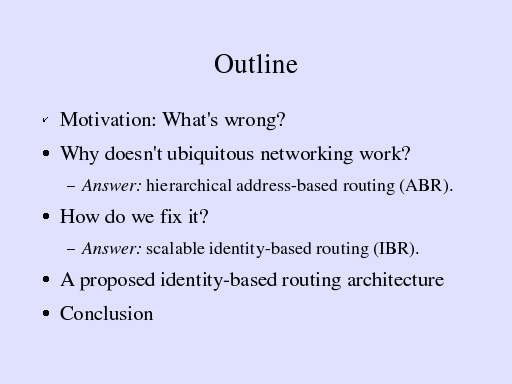 Outline
✓ Motivation: What's wrong?
• Why doesn't ubiquitous networking work?
– Answer: hierarchical address-based routing (ABR).
• How do we fix it?
– Answer: scalable identity-based routing (IBR).
• A proposed identity-based routing architecture
• Conclusion